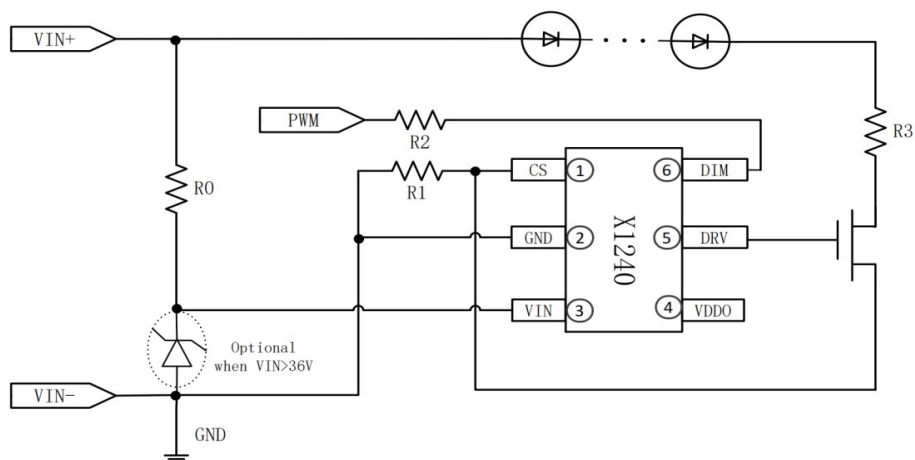 VIN+
PWM
R2
R3
R0
R1
CS 1 6 DIM
GND 2 5 DRV
X1240
VIN 3 4 VDDO
Optional
when VIN>36V
VIN-
GND